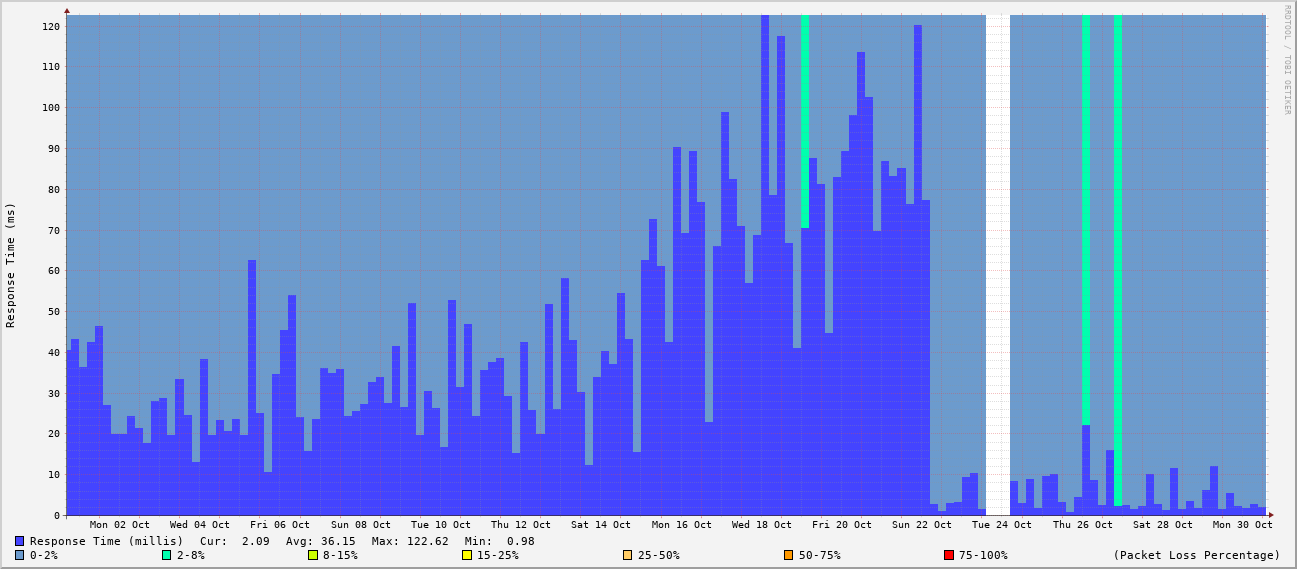 RRDTOOL / TOBI OETIKER
Response Time (ms)
120
110
100
90
80
70
60
50
40
30
20
10
0
Mon 02 Oct Wed 04 Oct Fri 06 Oct Sun 08 Oct Tue 10 Oct Thu 12 Oct Sat 14 Oct Mon 16 Oct Wed 18 Oct Fri 20 Oct Sun 22 Oct Tue 24 Oct Thu 26 Oct Sat 28 Oct Mon 30 Oct
Response Time (millis) Cur: 2.09 Avg: 36.15 Max: 122.62 Min: 0.98
0-2% 2-8% 8-15% 15-25% 25-50% 50-75% 75-100% (Packet Loss Percentage)